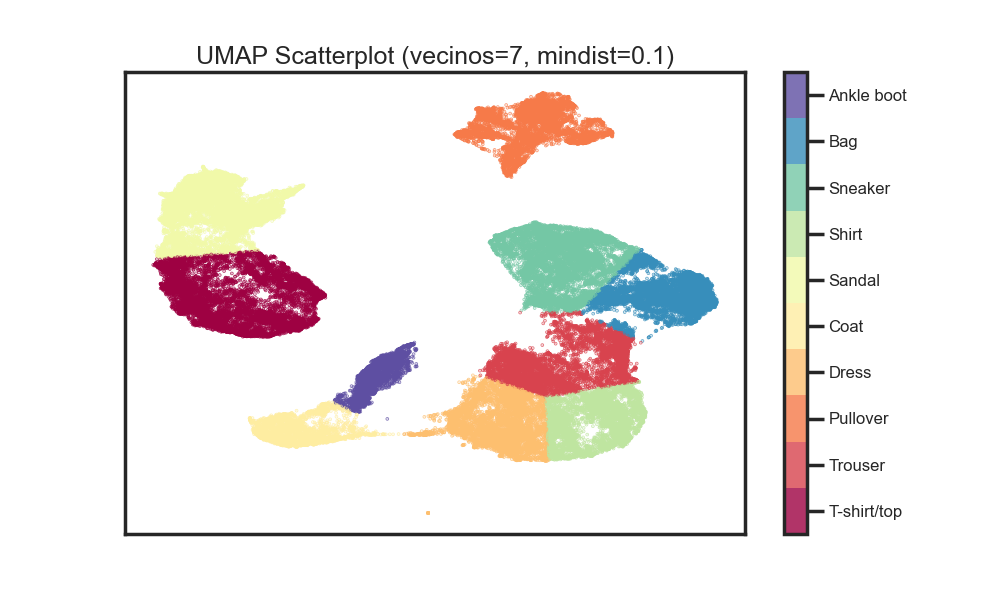 UMAP Scatterplot (vecinos=7, mindist=0.1)
Ankle boot
Bag
Sneaker
Shirt
Sandal
Coat
Dress
Pullover
Trouser
T-shirt/top